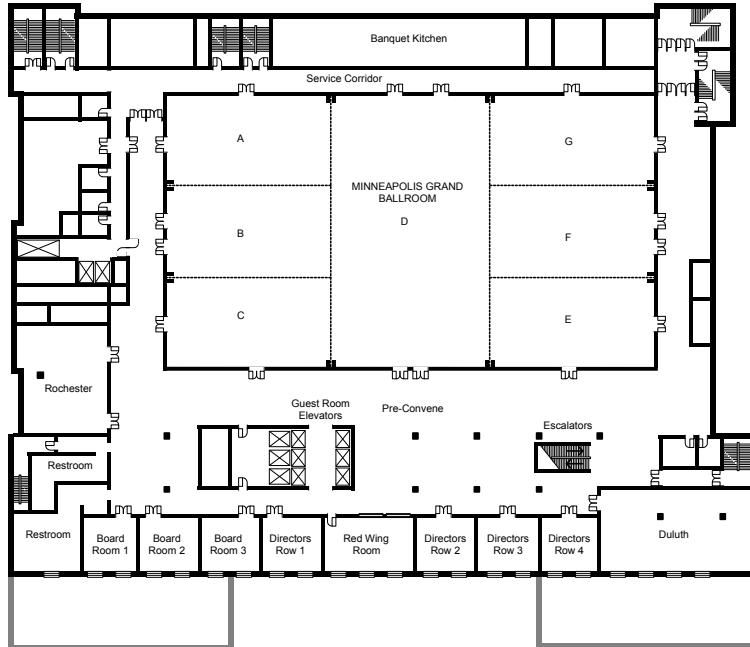 Banquet Kitchen
Service Corridor
A
G
MINNEAPOLIS GRAND
BALLROOM
D
B
F
C
E
Rochester
Guest Room
Elevators
Pre-Convene
Escalators
Restroom
Restroom
Board
Room 1
Board
Room 2
Board
Room 3
Directors
Row 1
Red Wing
Room
Directors
Row 2
Directors
Row 3
Directors
Row 4
Duluth